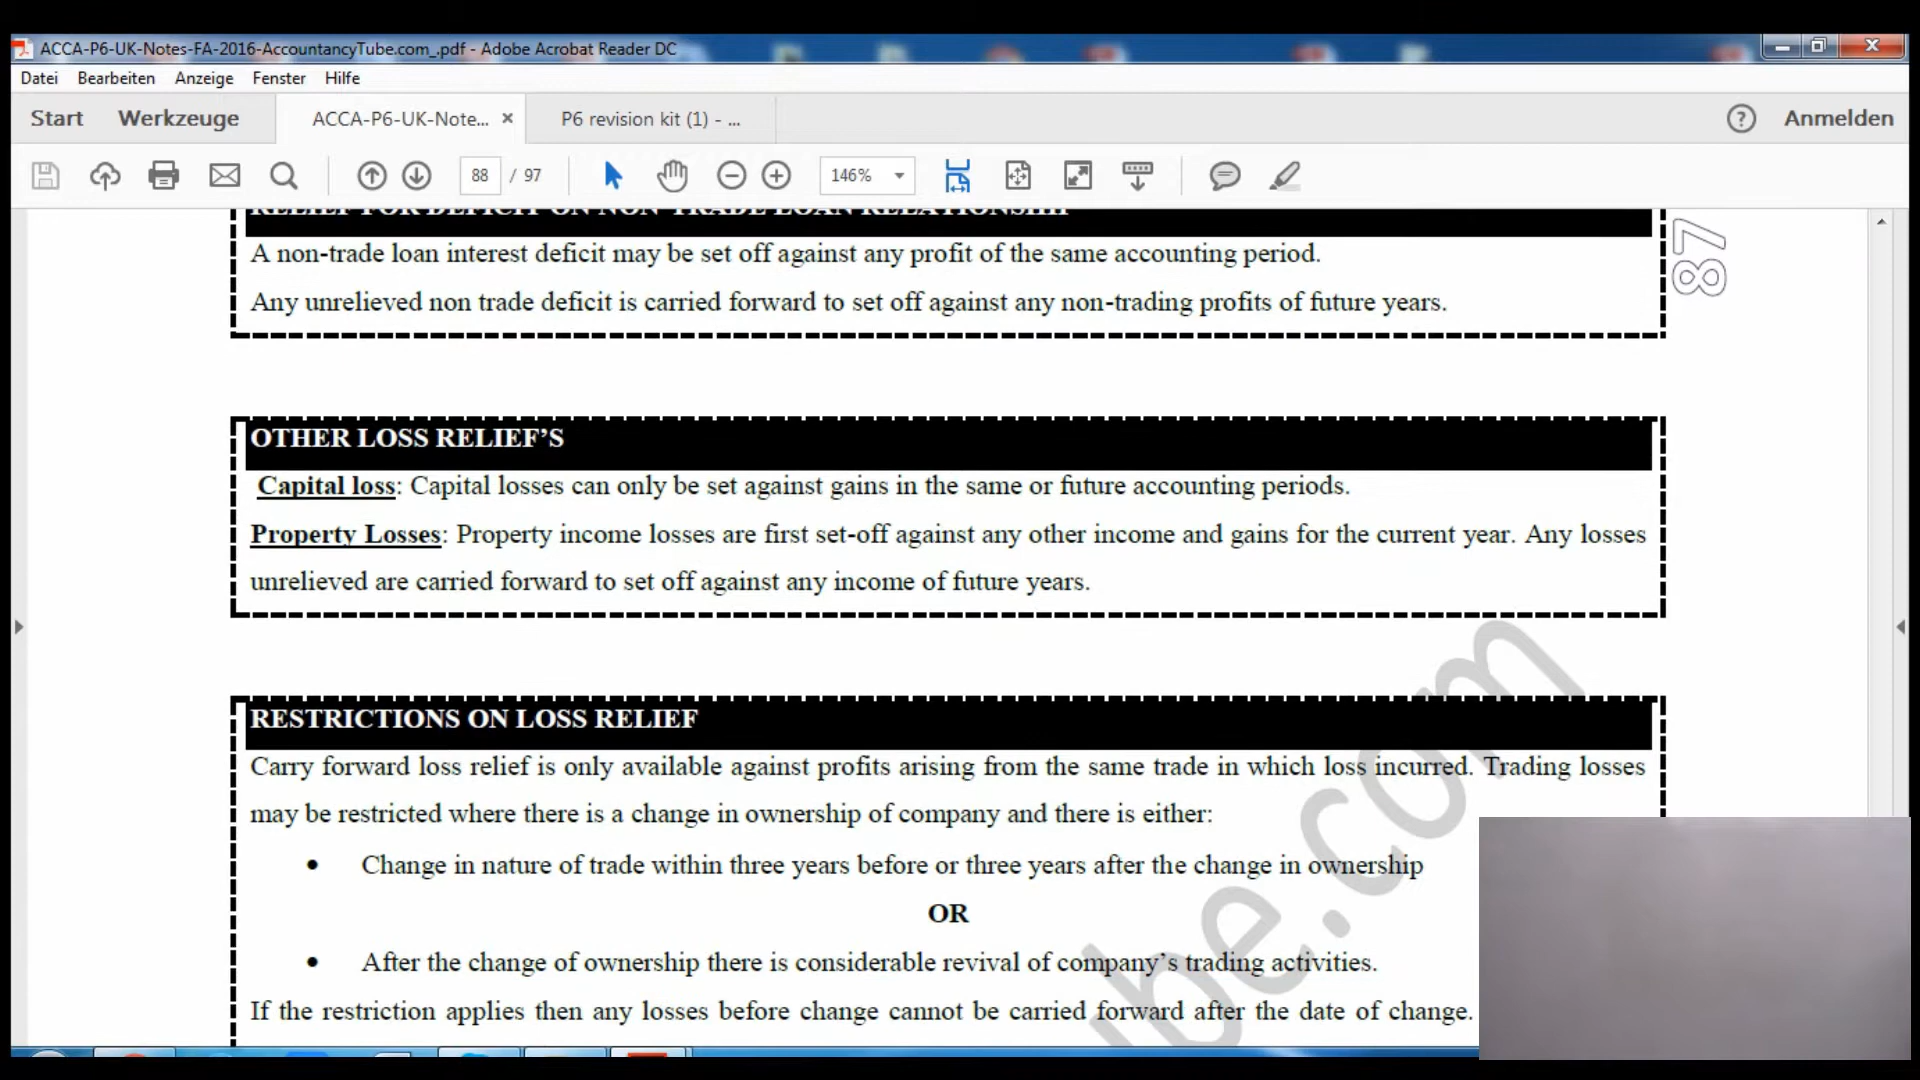 ACCA-P6-UK-Notes-FA-2016-AccountancyTube.com_.pdf - Adobe Acrobat Reader DC
Datei Bearbeiten Anzeige Fenster Hilfe
Start Werkzeuge ACCA-P6-UK-Note... × P6 revision kit (1) - ... Anmelden
88 / 97 146%
RELIEF FOR DEFICIT ON NON-TRADE LOAN RELATIONSHIP
A non-trade loan interest deficit may be set off against any profit of the same accounting period.
Any unrelieved non trade deficit is carried forward to set off against any non-trading profits of future years.
87
OTHER LOSS RELIEF’S
Capital loss: Capital losses can only be set against gains in the same or future accounting periods.
Property Losses: Property income losses are first set-off against any other income and gains for the current year. Any losses
unrelieved are carried forward to set off against any income of future years.
RESTRICTIONS ON LOSS RELIEF
Carry forward loss relief is only available against profits arising from the same trade in which loss incurred. Trading losses
may be restricted where there is a change in ownership of company and there is either:
• Change in nature of trade within three years before or three years after the change in ownership
OR
• After the change of ownership there is considerable revival of company’s trading activities.
If the restriction applies then any losses before change cannot be carried forward after the date of change.
be.com